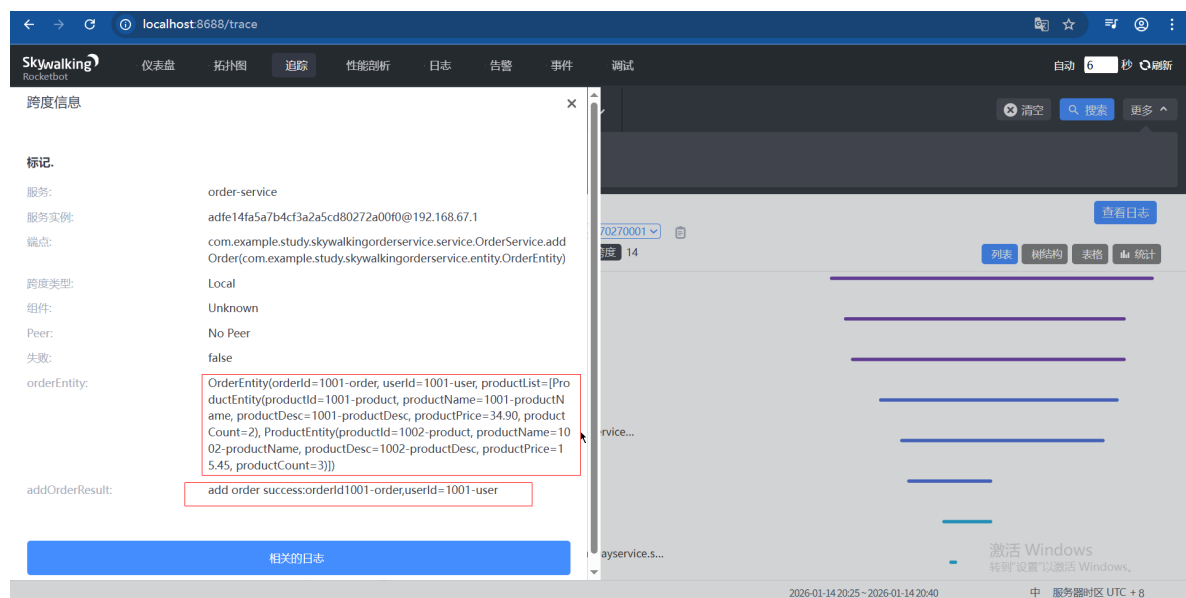 localhost:8688/trace
Skywalking
Rocketbot
仪表盘 拓扑图 追踪 性能剖析 日志 告警 事件 调试 自动 6 秒 刷新
跨度信息
清空 搜索 更多
标记.
服务: order-service
服务实例: adfe14fa5a7b4cf3a2a5cd80272a00f0@192.168.67.1
查看日志
端点: com.example.study.skywalkingorderservice.service.OrderService.add
Order(com.example.study.skywalkingorderservice.entity.OrderEntity)
70270001
14
列表 树结构 表格 统计
跨度类型: Local
组件: Unknown
Peer: No Peer
失败: false
orderEntity: OrderEntity(orderId=1001-order, userId=1001-user, productList=[Pro
ductEntity(productId=1001-product, productName=1001-productN
ame, productDesc=1001-productDesc, productPrice=34.90, product
Count=2), ProductEntity(productId=1002-product, productName=10
02-productName, productDesc=1002-productDesc, productPrice=1
5.45, productCount=3)])
rvice...
addOrderResult: add order success:orderId1001-order,userId=1001-user
相关的日志
ayservice.s...
激活 Windows
转到"设置"以激活 Windows。
2026-01-14 20:25 ~ 2026-01-14 20:40 中 服务器时区 UTC + 8